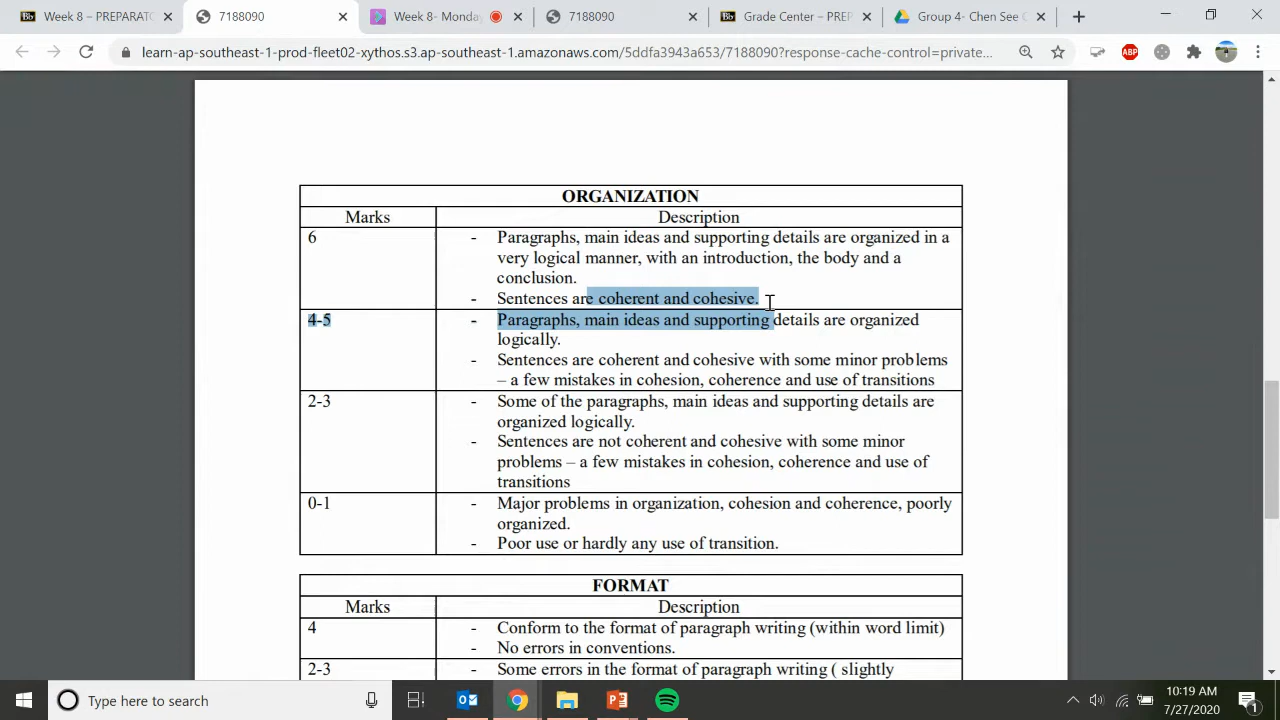 Week 8 – PREPARATC
7188090
Week 8- Monday
7188090
Grade Center – PREP
Group 4- Chen See C
learn-ap-southeast-1-prod-fleet02-xythos.s3.ap-southeast-1.amazonaws.com/5ddfa3943a653/7188090?response-cache-control=private...
ABP
ORGANIZATION
Marks Description
6 - Paragraphs, main ideas and supporting details are organized in a
very logical manner, with an introduction, the body and a
conclusion.
- Sentences are coherent and cohesive.
4-5 - Paragraphs, main ideas and supporting details are organized
logically.
- Sentences are coherent and cohesive with some minor problems
– a few mistakes in cohesion, coherence and use of transitions
2-3 - Some of the paragraphs, main ideas and supporting details are
organized logically.
- Sentences are not coherent and cohesive with some minor
problems – a few mistakes in cohesion, coherence and use of
transitions
0-1 - Major problems in organization, cohesion and coherence, poorly
organized.
- Poor use or hardly any use of transition.
FORMAT
Marks Description
4 - Conform to the format of paragraph writing (within word limit)
- No errors in conventions.
2-3 - Some errors in the format of paragraph writing ( slightly
Type here to search
10:19 AM
7/27/2020
1